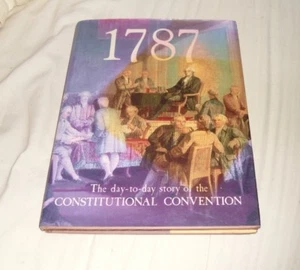 1787
The day-to-day story of the
CONSTITUTIONAL CONVENTION